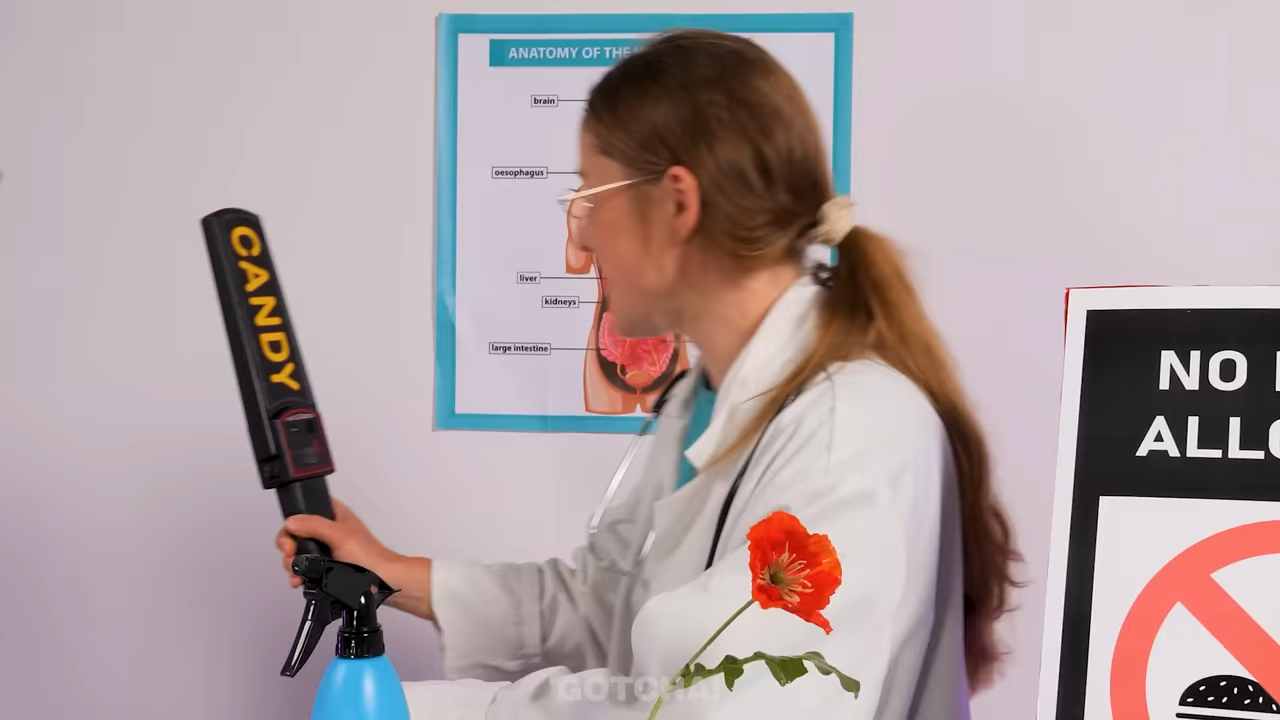 ANATOMY OF THE
brain
oesophagus
liver
kidneys
large intestine
CANDY
NO
ALLO
GOTCHA!